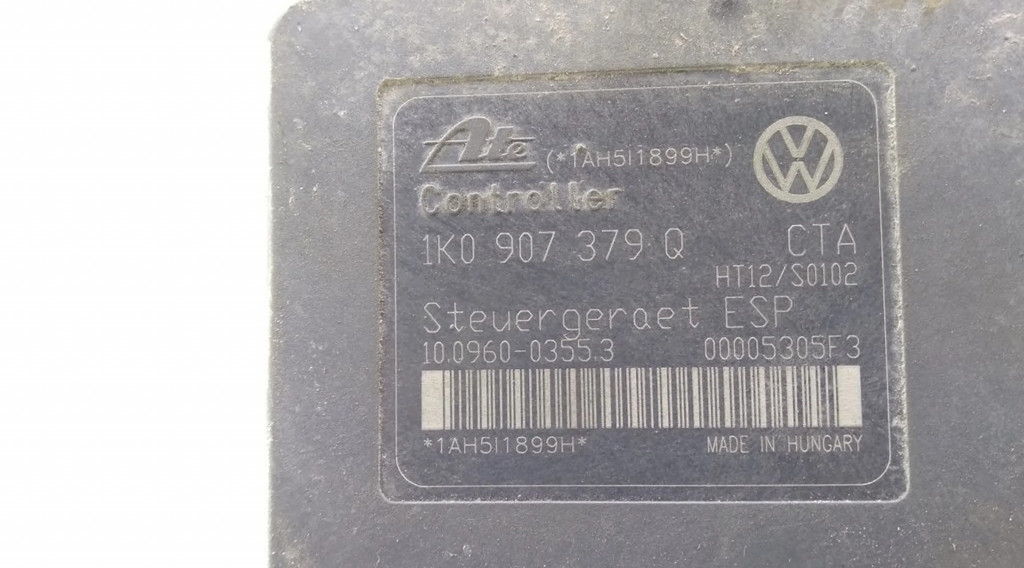 Ate (*1AH5I1899H*)
Controller
1K0 907 379 Q CTA
HT12/S0102
Steuergeraet ESP
10.0960-0355.3 00005305F3
*1AH5I1899H* MADE IN HUNGARY